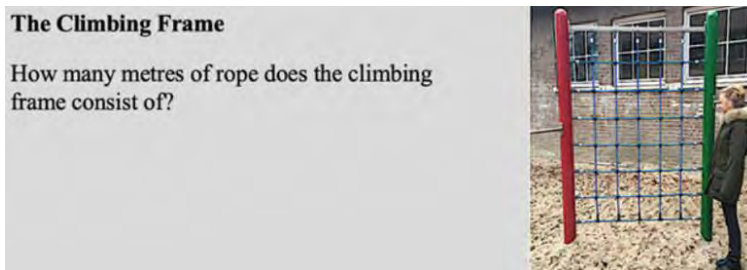 The Climbing Frame
How many metres of rope does the climbing
frame consist of?